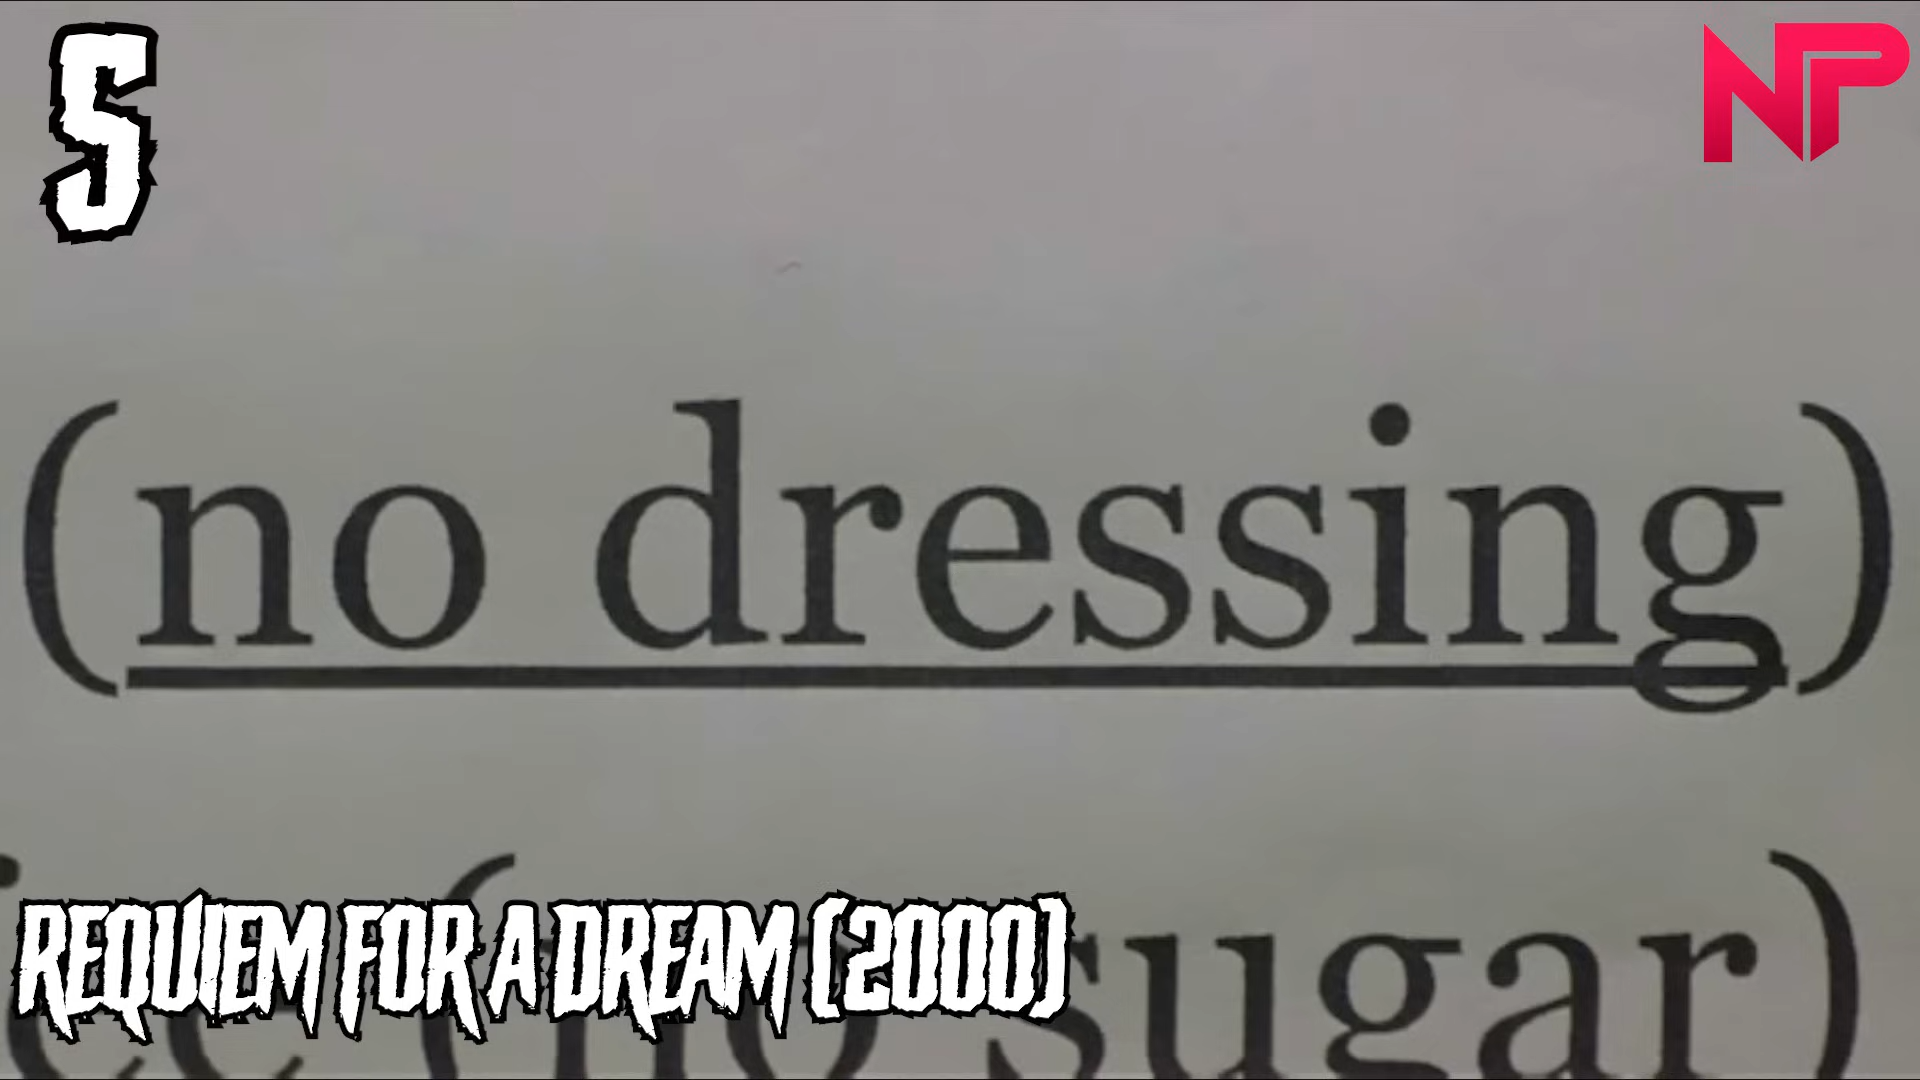 5
NP
(no dressing)
(no sugar)
REQUIEM FOR A DREAM (2000)